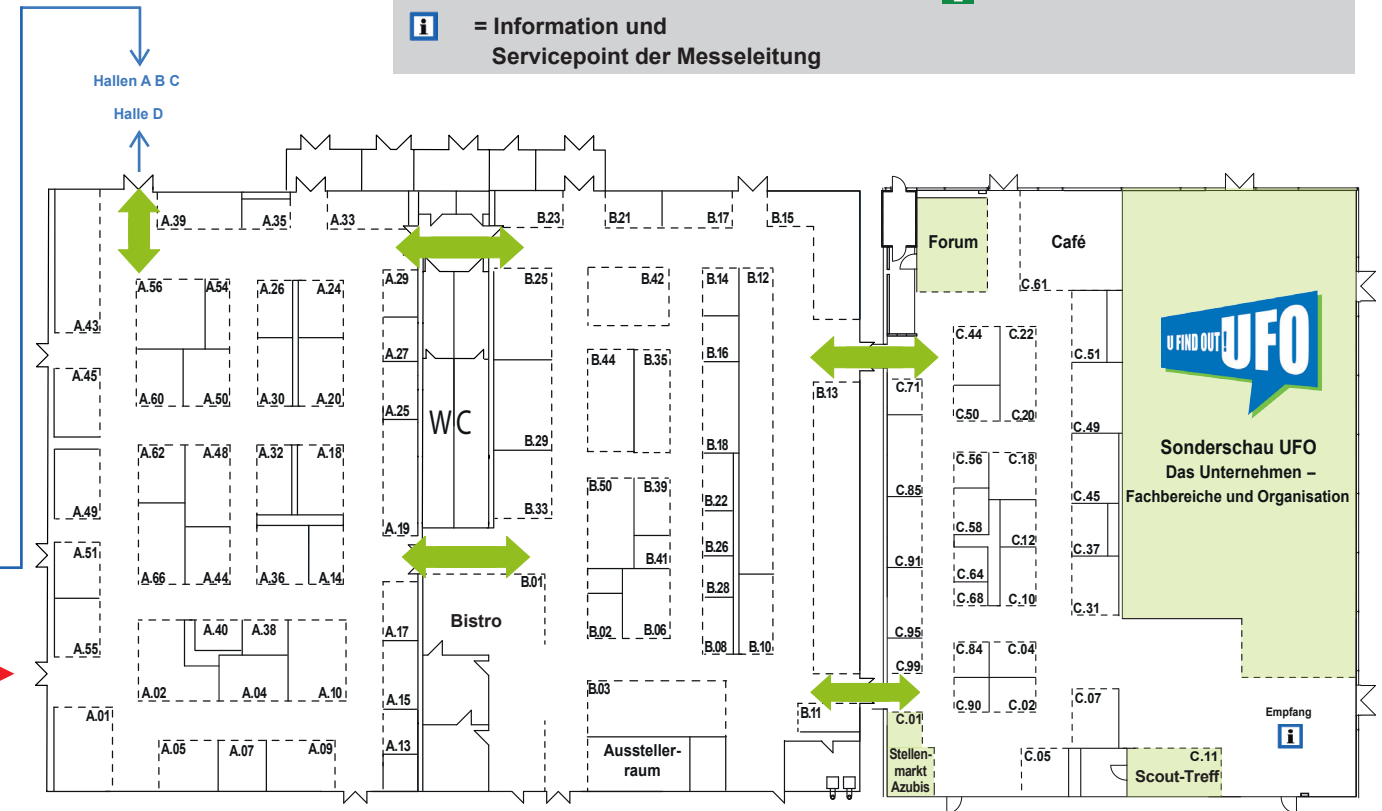 i = Information und
Servicepoint der Messeleitung
Hallen A B C
Halle D
A.39
A.35
A.33
B.23
B.21
B.17
B.15
Forum
Café
A.56
A.54
A.26
A.24
A.29
B.25
B.42
B.14
B.12
C.61
A.43
C.44
C.22
U FIND OUT! UFO
A.27
B.44
B.35
B.16
C.51
A.45
A.60
A.50
A.30
A.20
A.25
B.13
C.71
C.50
C.20
WC
A.62
A.48
A.32
A.18
B.29
B.18
C.49
Sonderschau UFO
Das Unternehmen –
Fachbereiche und Organisation
C.56
C.18
B.50
B.39
C.85
A.49
B.33
B.22
C.45
A.19
C.58
C.12
A.51
B.41
B.26
C.37
A.66
A.44
A.36
A.14
B.01
B.28
C.91
C.64
C.68
C.10
C.31
Bistro
A.40
A.38
A.17
B.02
B.06
C.95
A.55
B.08
B.10
C.84
C.04
C.99
A.02
A.04
A.10
B.03
A.15
C.07
C.90
C.02
A.01
B.11
C.01
Empfang
i
A.05
A.07
A.09
A.13
Aussteller-
raum
Stellen-
markt
Azubis
C.05
C.11
Scout-Treff